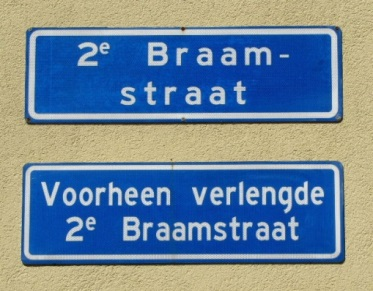 2e Braam-
straat
Voorheen verlengde
2e Braamstraat